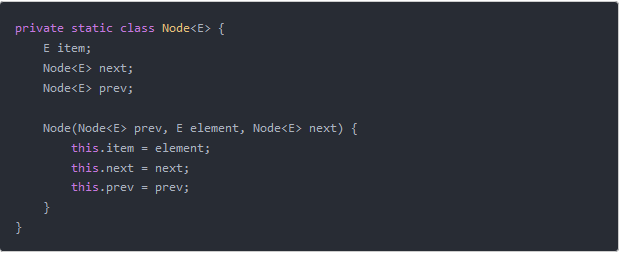 private static class Node<E> {
    E item;
    Node<E> next;
    Node<E> prev;

    Node(Node<E> prev, E element, Node<E> next) {
        this.item = element;
        this.next = next;
        this.prev = prev;
    }
}